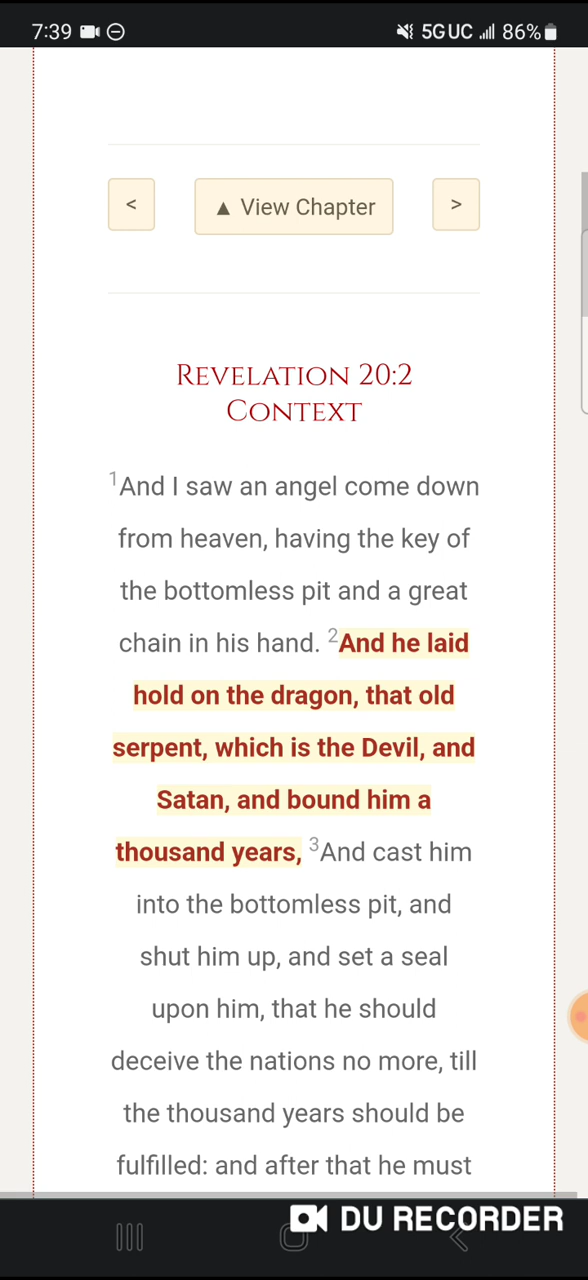 7:39 5GUC 86%
< ▲ View Chapter >
REVELATION 20:2
CONTEXT
1And I saw an angel come down
from heaven, having the key of
the bottomless pit and a great
chain in his hand. 2And he laid
hold on the dragon, that old
serpent, which is the Devil, and
Satan, and bound him a
thousand years, 3And cast him
into the bottomless pit, and
shut him up, and set a seal
upon him, that he should
deceive the nations no more, till
the thousand years should be
fulfilled: and after that he must
DU RECORDER